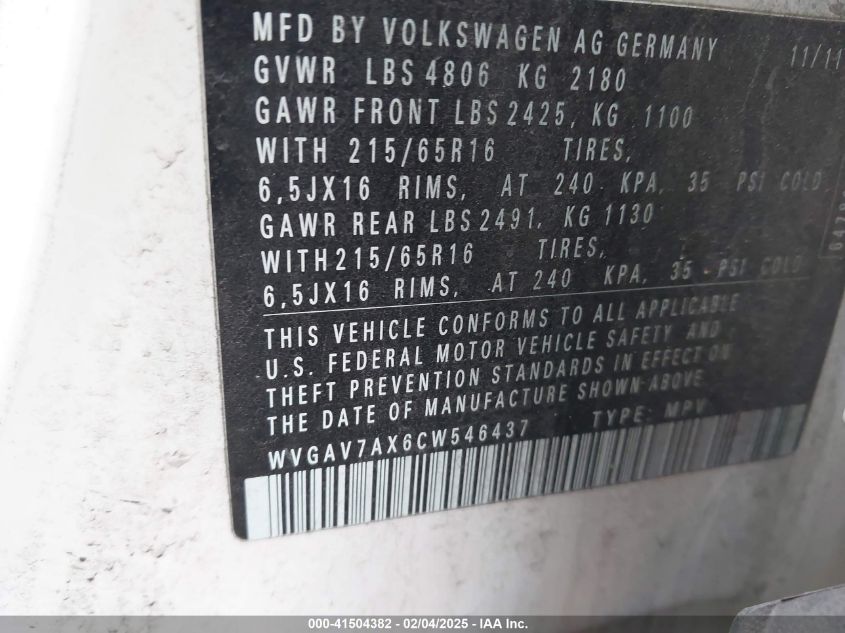 MFD BY VOLKSWAGEN AG GERMANY 11/11
GVWR LBS 4806 KG 2180
GAWR FRONT LBS 2425, KG 1100
WITH 215/65R16 TIRES,
6,5JX16 RIMS, AT 240 KPA, 35 PSI COLD
GAWR REAR LBS 2491, KG 1130
WITH 215/65R16 TIRES,
6,5JX16 RIMS, AT 240 KPA, 35 PSI COLD
THIS VEHICLE CONFORMS TO ALL APPLICABLE
U.S. FEDERAL MOTOR VEHICLE SAFETY AND
THEFT PREVENTION STANDARDS IN EFFECT ON
THE DATE OF MANUFACTURE SHOWN ABOVE
WVGAV7AX6CW546437 TYPE: MPV
000-41504382 - 02/04/2025 - IAA Inc.